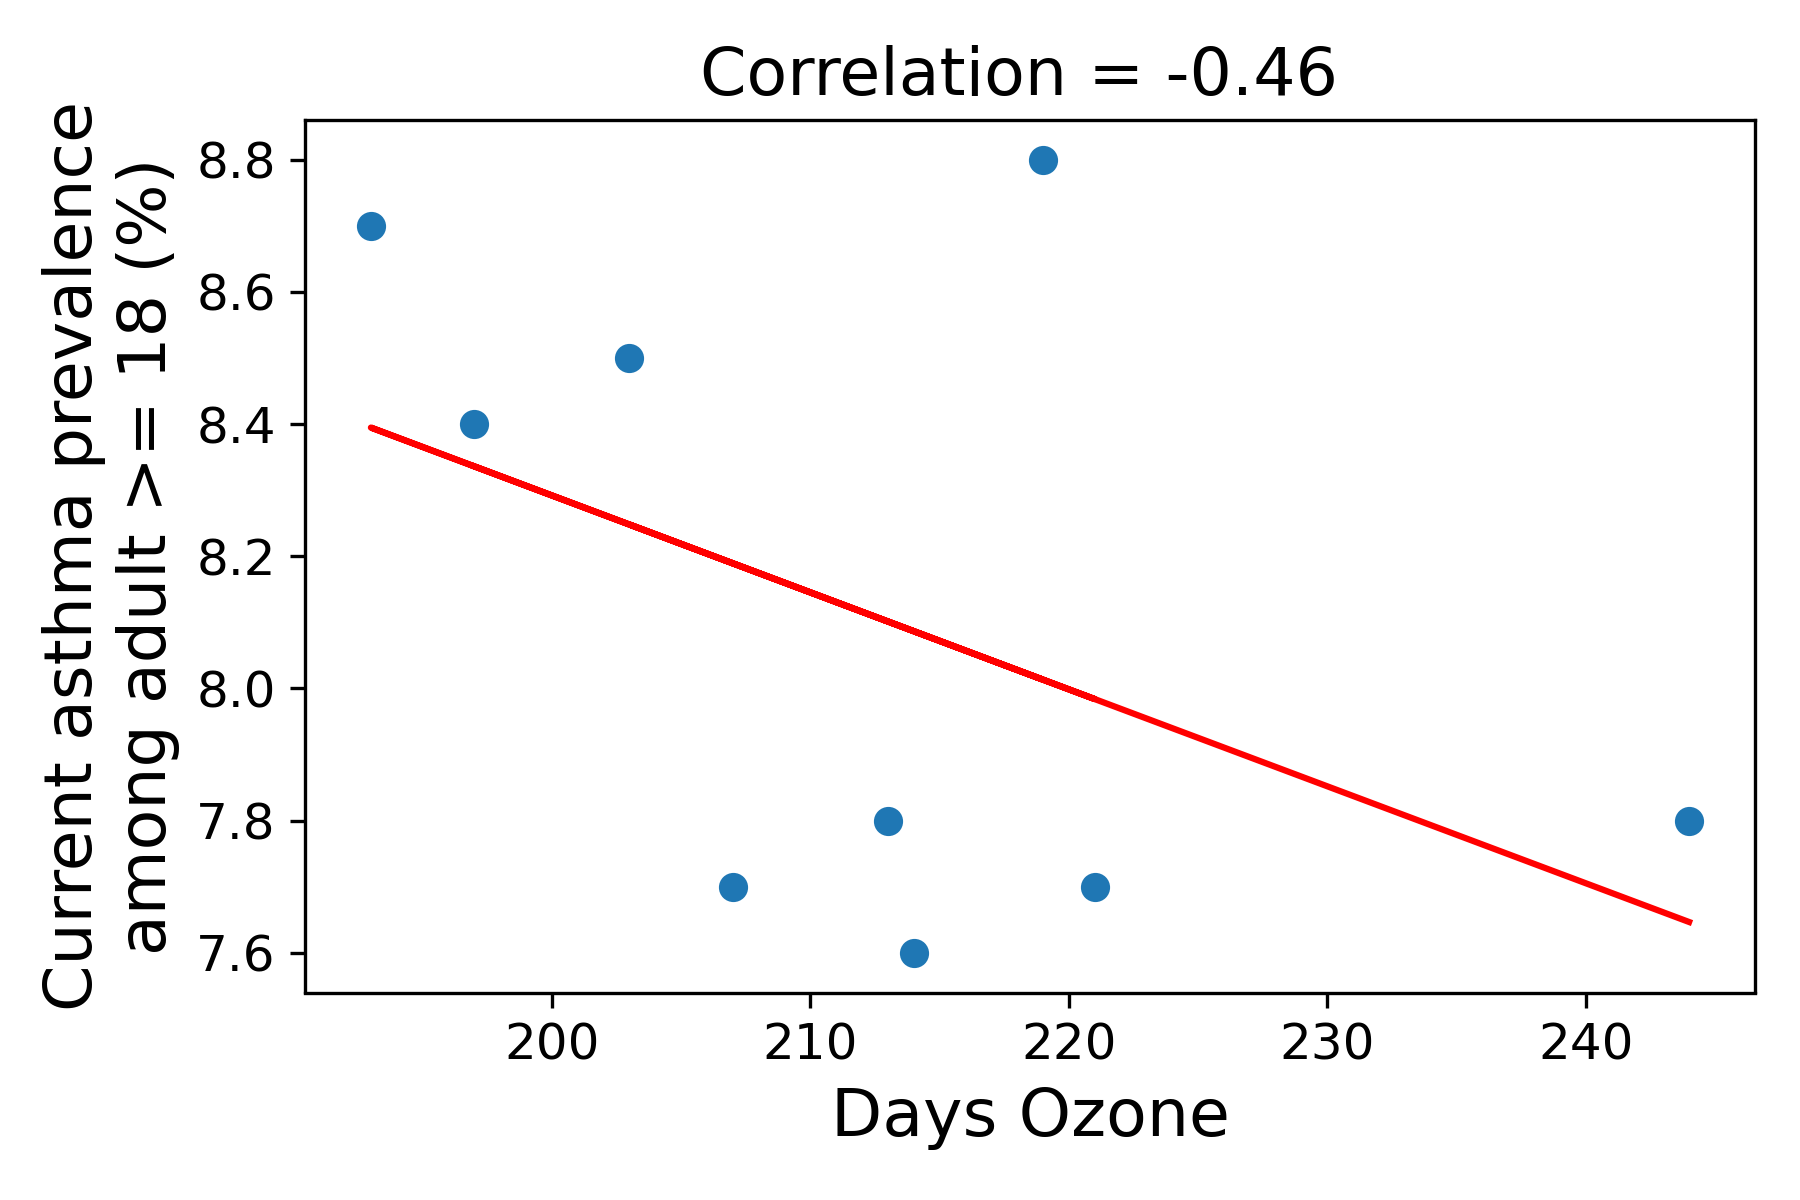 Correlation = -0.46
Current asthma prevalence
among adult >= 18 (%)
8.8
8.6
8.4
8.2
8.0
7.8
7.6
200 210 220 230 240
Days Ozone